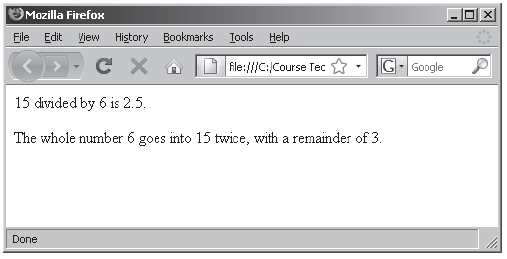 Mozilla Firefox
File Edit View History Bookmarks Tools Help
file:///C:/Course Tec G Google
15 divided by 6 is 2.5.
The whole number 6 goes into 15 twice, with a remainder of 3.
Done